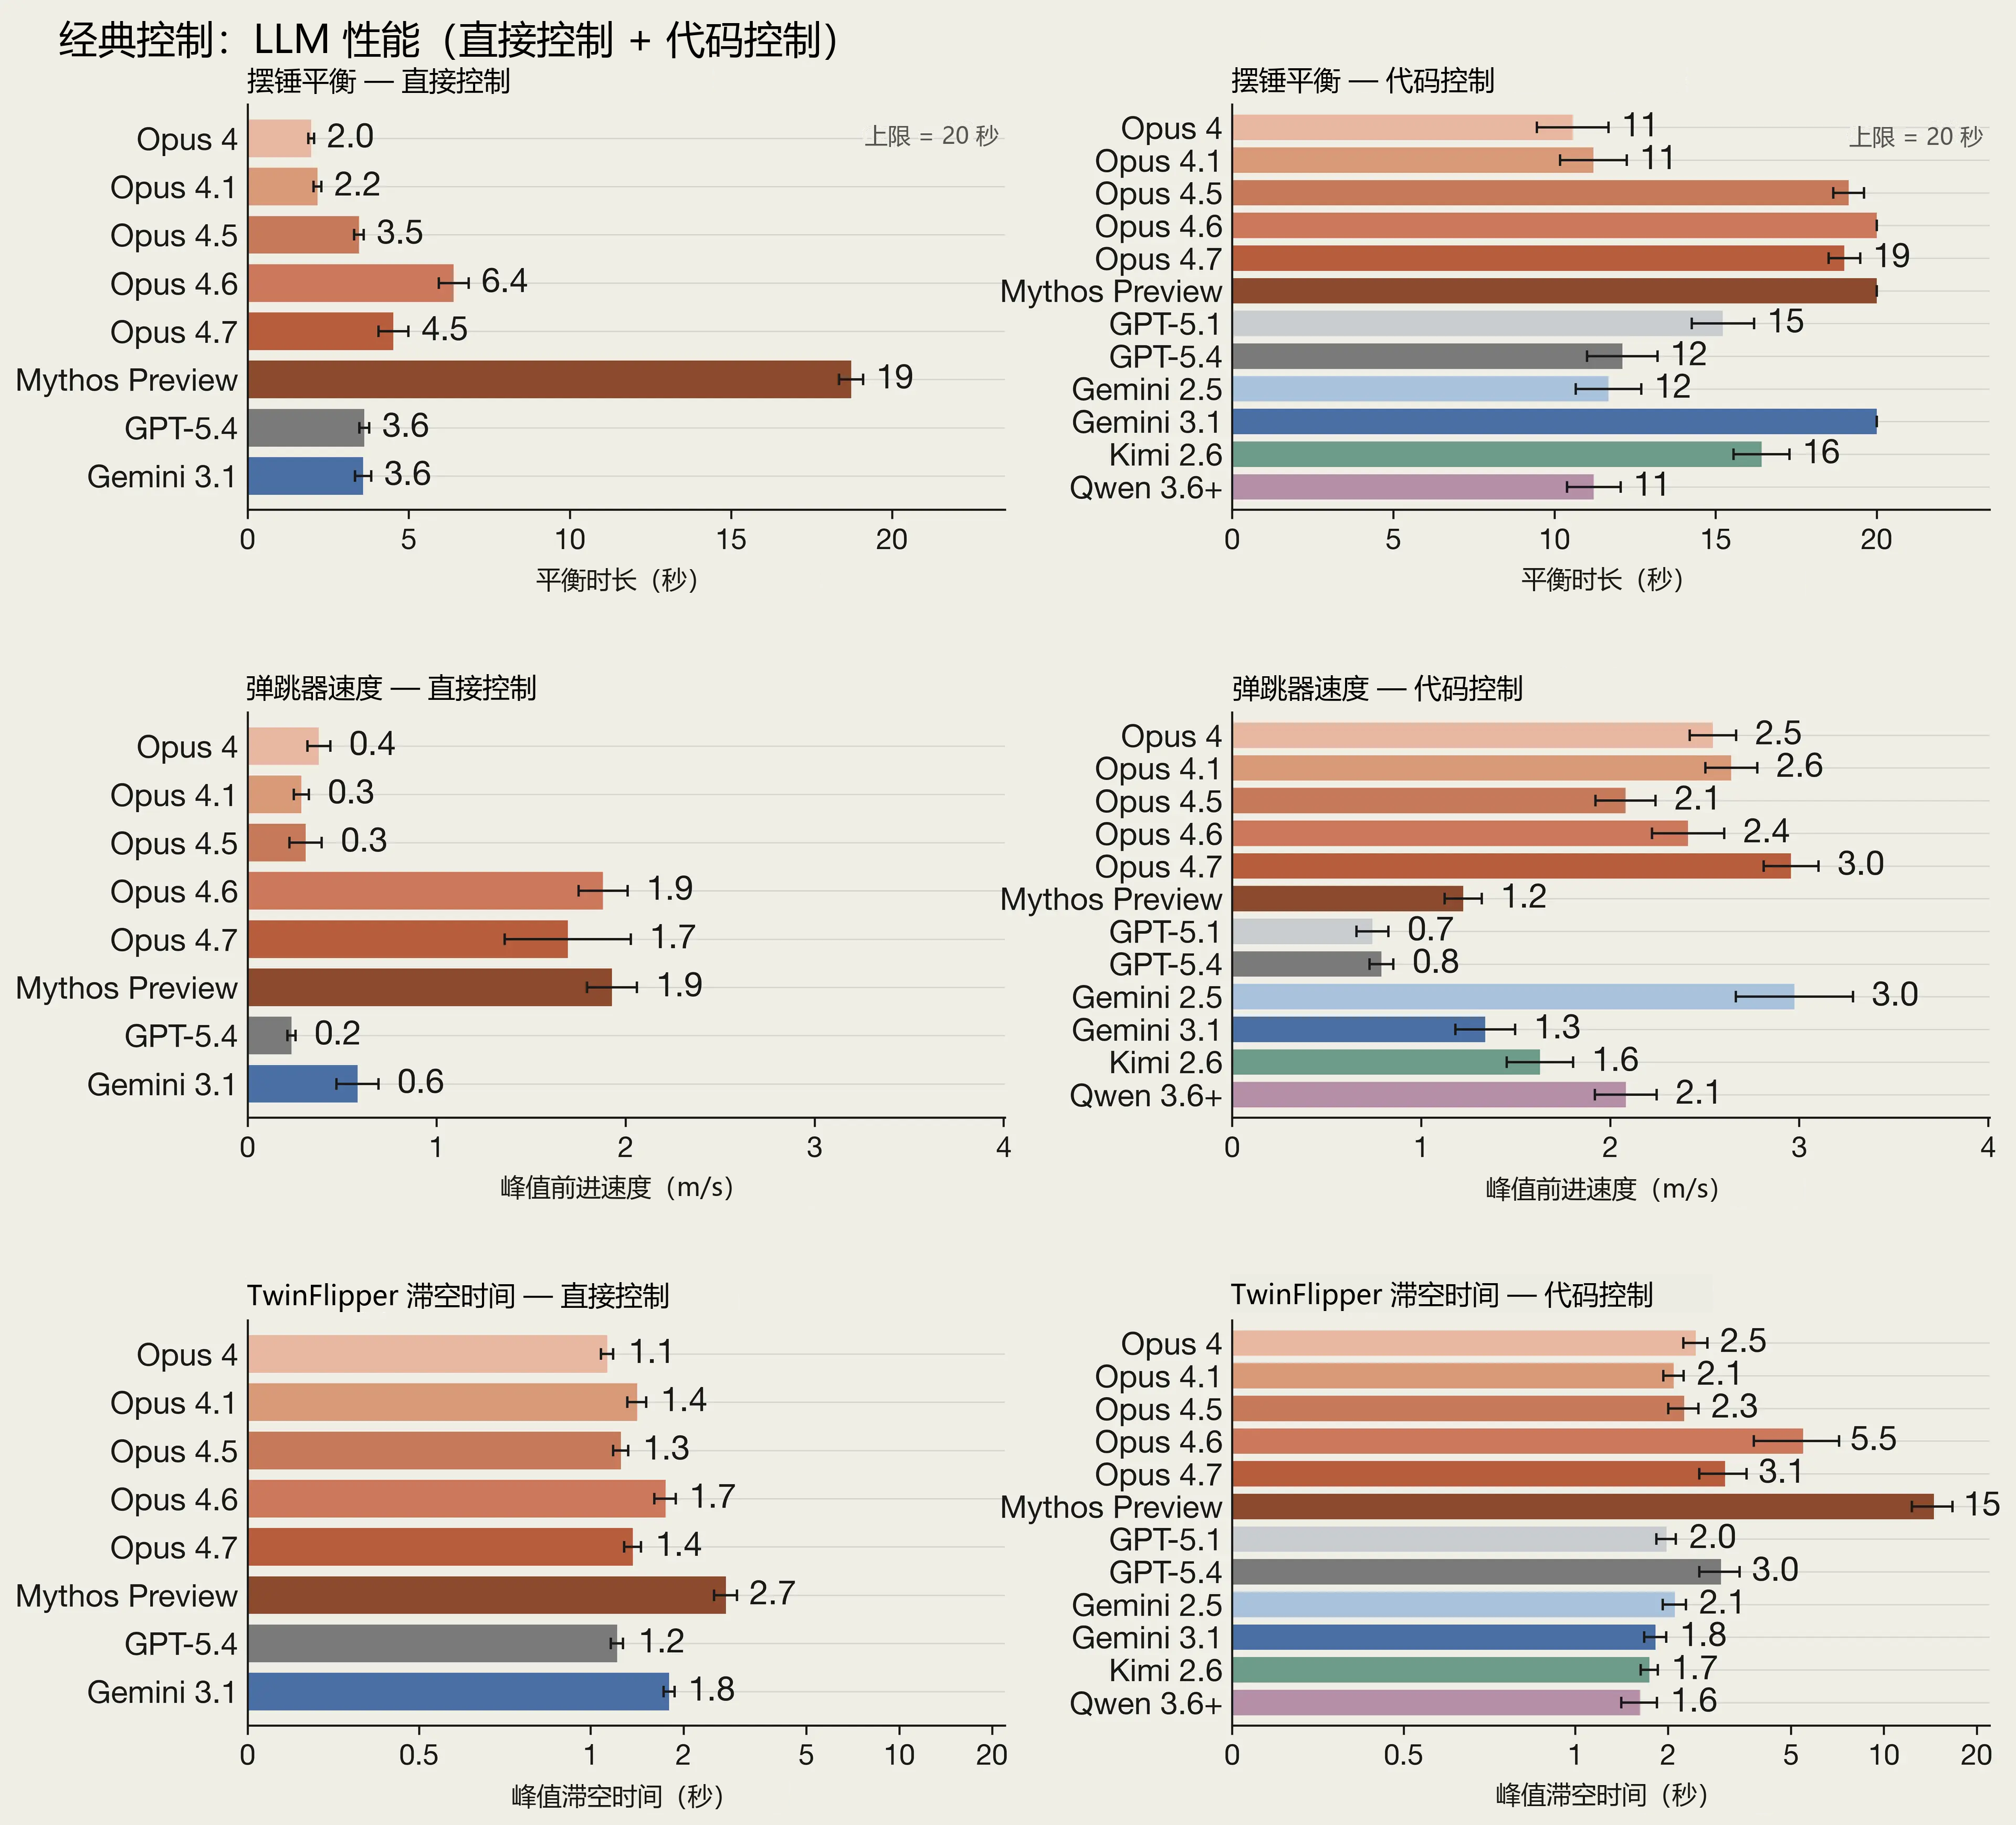 经典控制：LLM 性能（直接控制 + 代码控制）
摆锤平衡 — 直接控制
上限 = 20 秒
Opus 4 2.0
Opus 4.1 2.2
Opus 4.5 3.5
Opus 4.6 6.4
Opus 4.7 4.5
Mythos Preview 19
GPT-5.4 3.6
Gemini 3.1 3.6
0 5 10 15 20
平衡时长（秒）
摆锤平衡 — 代码控制
上限 = 20 秒
Opus 4 11
Opus 4.1 11
Opus 4.5
Opus 4.6
Opus 4.7 19
Mythos Preview
GPT-5.1 15
GPT-5.4 12
Gemini 2.5 12
Gemini 3.1
Kimi 2.6 16
Qwen 3.6+ 11
0 5 10 15 20
平衡时长（秒）
弹跳器速度 — 直接控制
Opus 4 0.4
Opus 4.1 0.3
Opus 4.5 0.3
Opus 4.6 1.9
Opus 4.7 1.7
Mythos Preview 1.9
GPT-5.4 0.2
Gemini 3.1 0.6
0 1 2 3 4
峰值前进速度（m/s）
弹跳器速度 — 代码控制
Opus 4 2.5
Opus 4.1 2.6
Opus 4.5 2.1
Opus 4.6 2.4
Opus 4.7 3.0
Mythos Preview 1.2
GPT-5.1 0.7
GPT-5.4 0.8
Gemini 2.5 3.0
Gemini 3.1 1.3
Kimi 2.6 1.6
Qwen 3.6+ 2.1
0 1 2 3 4
峰值前进速度（m/s）
TwinFlipper 滞空时间 — 直接控制
Opus 4 1.1
Opus 4.1 1.4
Opus 4.5 1.3
Opus 4.6 1.7
Opus 4.7 1.4
Mythos Preview 2.7
GPT-5.4 1.2
Gemini 3.1 1.8
0 0.5 1 2 5 10 20
峰值滞空时间（秒）
TwinFlipper 滞空时间 — 代码控制
Opus 4 2.5
Opus 4.1 2.1
Opus 4.5 2.3
Opus 4.6 5.5
Opus 4.7 3.1
Mythos Preview 15
GPT-5.1 2.0
GPT-5.4 3.0
Gemini 2.5 2.1
Gemini 3.1 1.8
Kimi 2.6 1.7
Qwen 3.6+ 1.6
0 0.5 1 2 5 10 20
峰值滞空时间（秒）